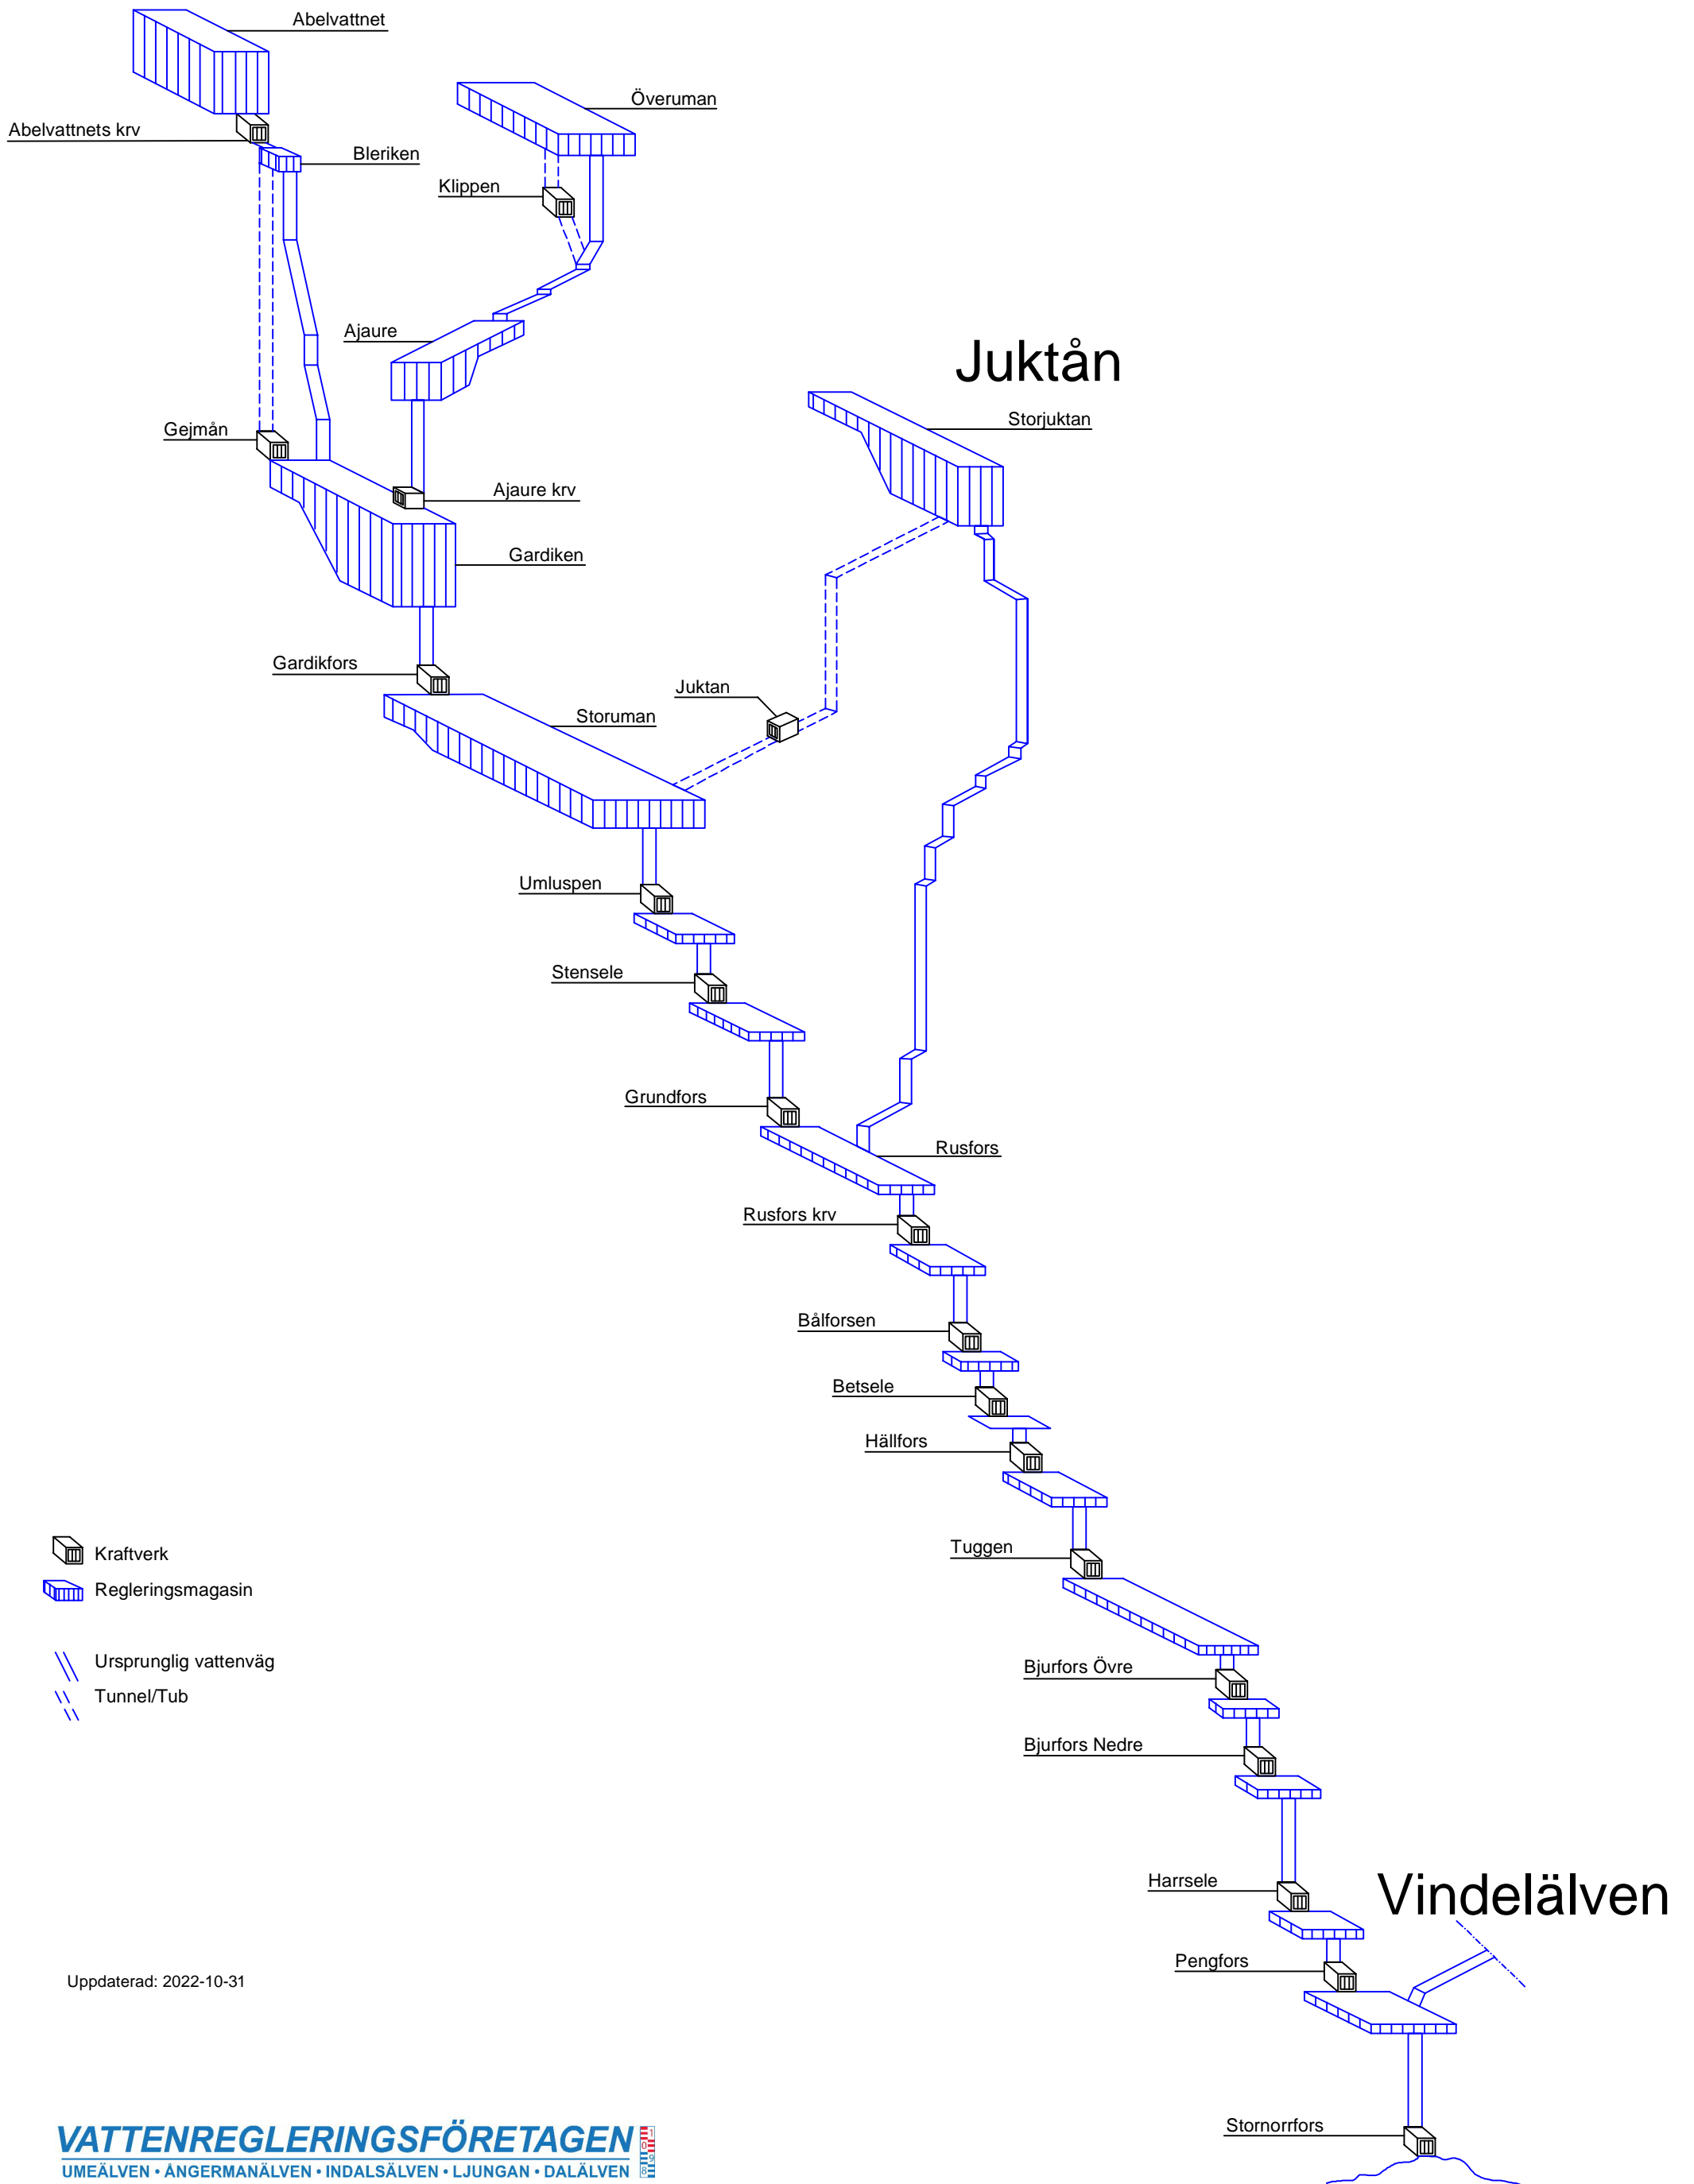 Abelvattnet
Överuman
Abelvattnets krv
Bleriken
Klippen
Ajaure
Juktån
Storjuktan
Gejmån
Ajaure krv
Gardiken
Gardikfors
Juktan
Storuman
Umluspen
Stensele
Grundfors
Rusfors
Rusfors krv
Bålforsen
Betsele
Hällfors
Tuggen
Kraftverk
Regleringsmagasin
Ursprunglig vattenväg
Tunnel/Tub
Bjurfors Övre
Bjurfors Nedre
Harrsele
Vindelälven
Pengfors
Uppdaterad: 2022-10-31
Stornorrfors
VATTENREGLERINGSFÖRETAGEN
UMEÄLVEN • ÅNGERMANÄLVEN • INDALSÄLVEN • LJUNGAN • DALÄLVEN